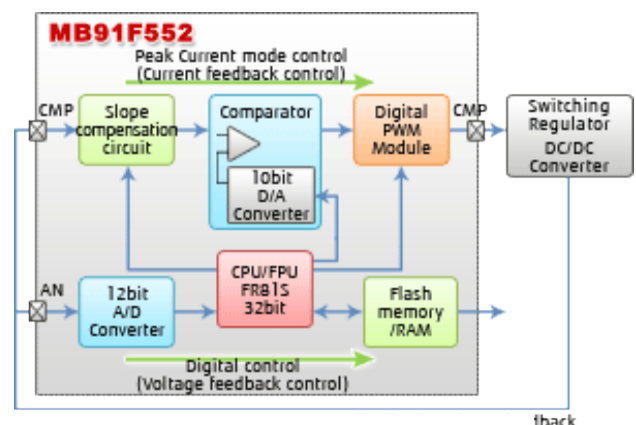 MB91F552
Peak Current mode control
(Current feedback control)
CMP
Slope
compensation
circuit
Comparator
10bit
D/A
Converter
Digital
PWM
Module
CMP
Switching
Regulator
DC/DC
Converter
AN
12bit
A/D
Converter
CPU/FPU
FR81S
32bit
Flash
memory
/RAM
Digital control
(Voltage feedback control)